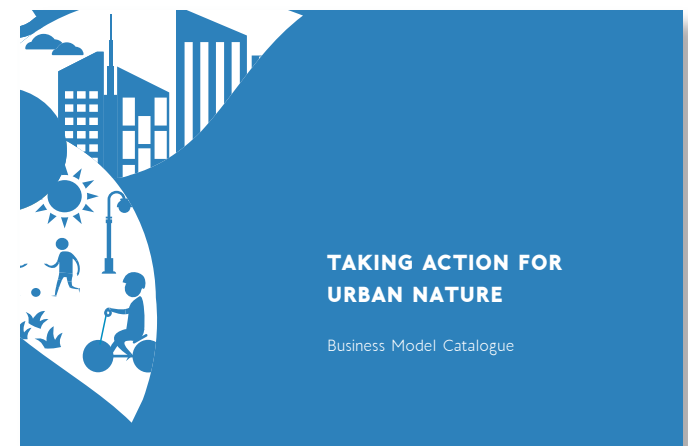 TAKING ACTION FOR
URBAN NATURE
Business Model Catalogue